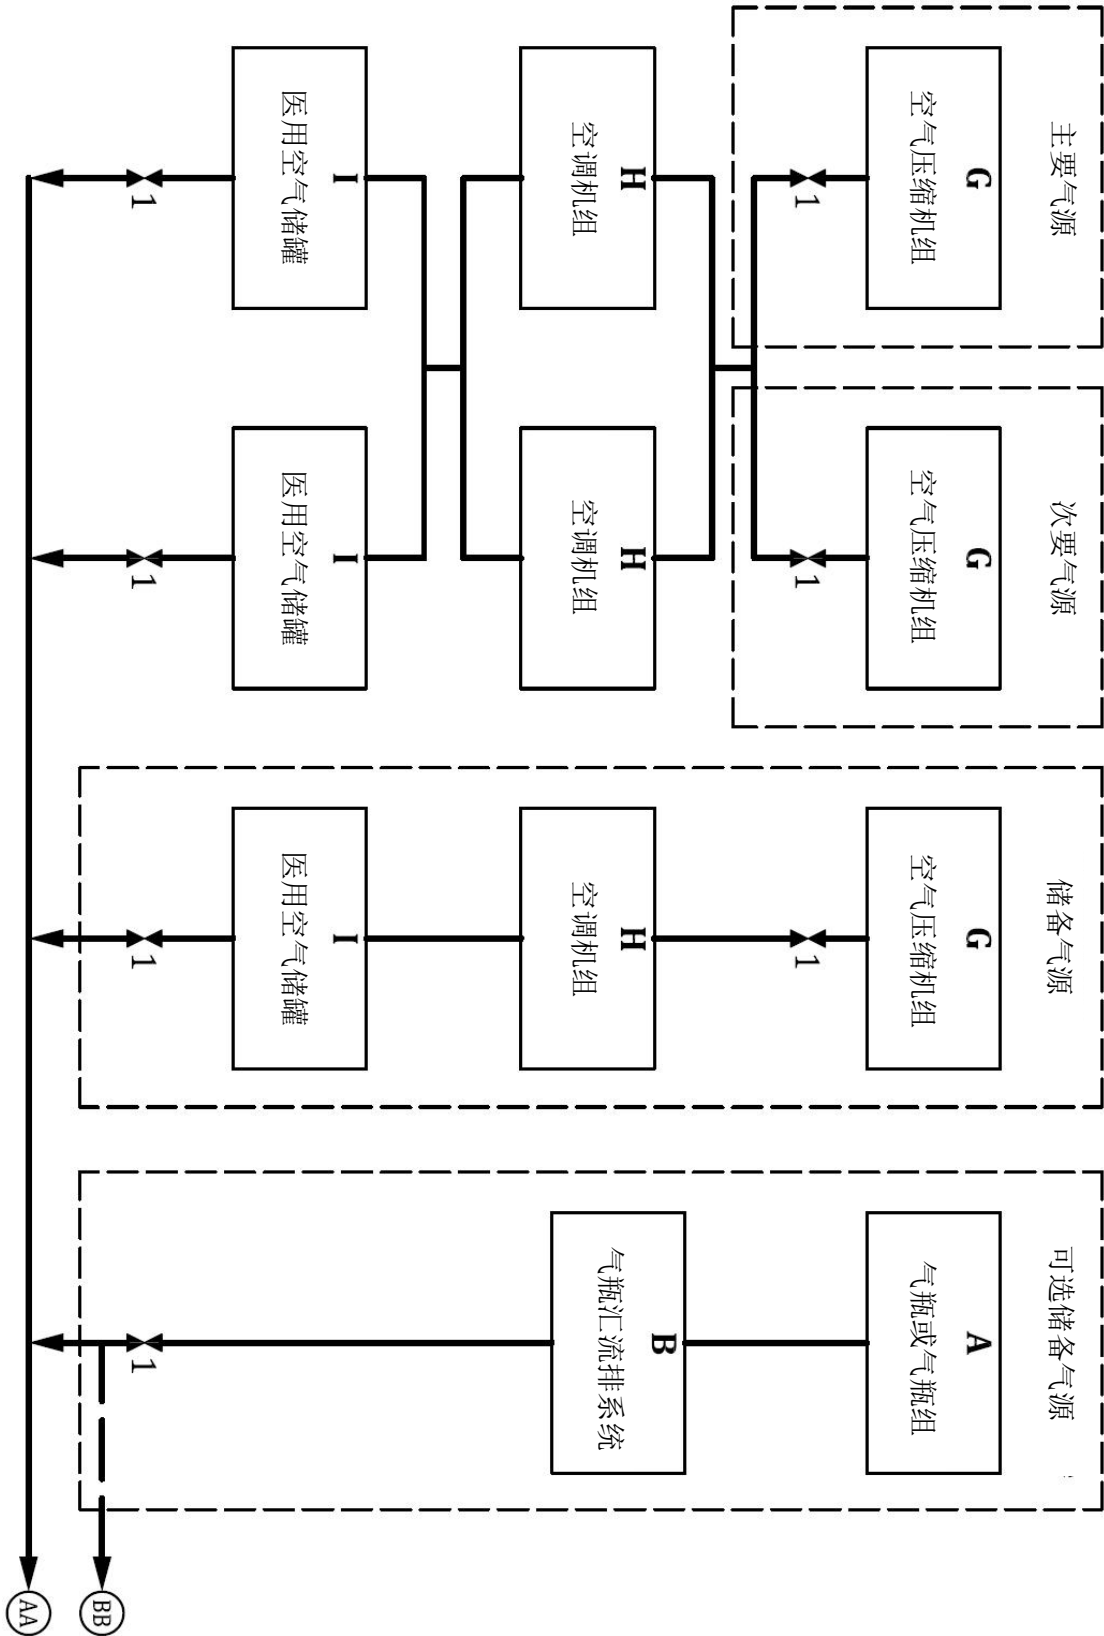 主要气源
G
空气压缩机组
1
次要气源
G
空气压缩机组
1
H
空调机组
H
空调机组
I
医用空气储罐
1
I
医用空气储罐
1
储备气源
G
空气压缩机组
1
H
空调机组
I
医用空气储罐
1
可选储备气源
A
气瓶或气瓶组
B
气瓶汇流排系统
1
BB
AA